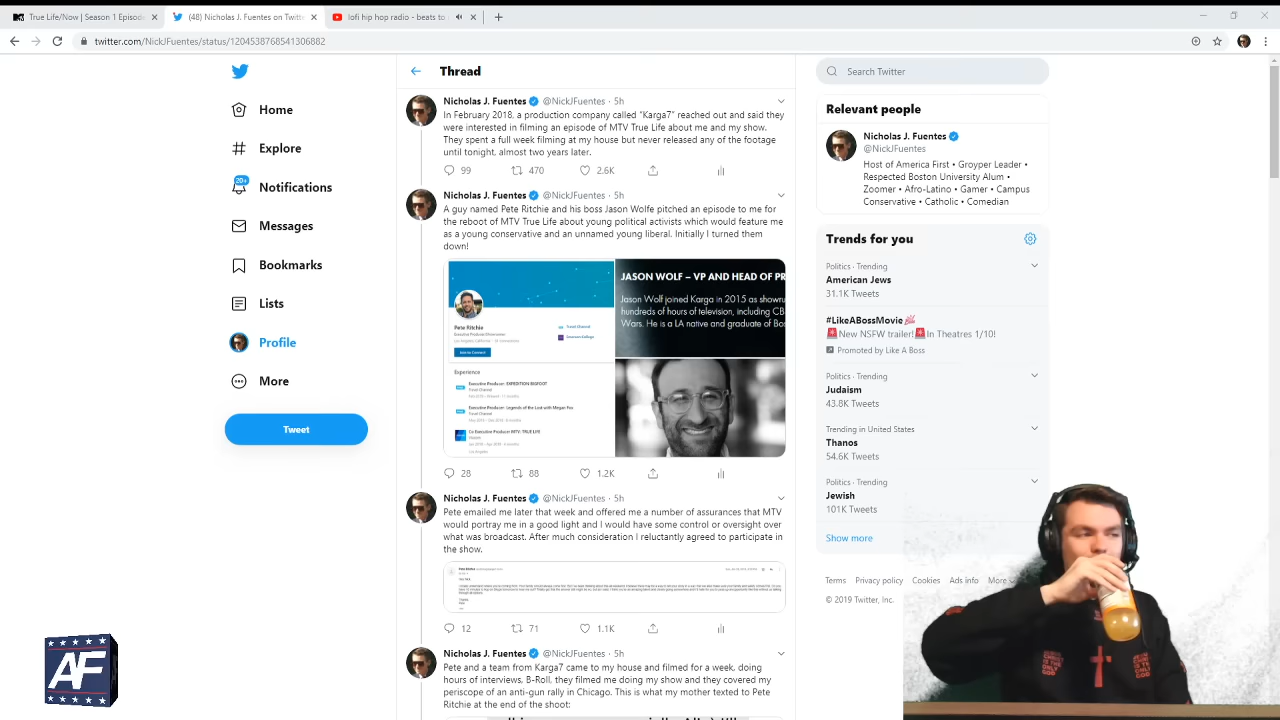 True Life/Now | Season 1 Episode
(48) Nicholas J. Fuentes on Twitt
lofi hip hop radio - beats to
twitter.com/NickJFuentes/status/1204538768541306882
Home
Explore
20+
Notifications
Messages
Bookmarks
Lists
Profile
More
Tweet
Thread
Nicholas J. Fuentes @NickJFuentes · 5h
In February 2018, a production company called "Karga7" reached out and said they
were interested in filming an episode of MTV True Life about me and my show.
They spent a full week filming at my house but never released any of the footage
until tonight, almost two years later.
99 470 2.6K
Nicholas J. Fuentes @NickJFuentes · 5h
A guy named Pete Ritchie and his boss Jason Wolfe pitched an episode to me for
the reboot of MTV True Life about young political activists which would feature me
as a young conservative and an unnamed young liberal. Initially I turned them
down!
Pete Ritchie
Experience
Executive Producer: EXPEDITION BIGFOOT
Travel Channel
Executive Producer: Legends of the Lost with Megan Fox
Travel Channel
Co Executive Producer MTV: TRUE LIFE
Los Angeles
JASON WOLF – VP AND HEAD OF PR
Jason Wolf joined Karga in 2015 as showru
hundreds of hours of television, including CB
Wars. He is a LA native and graduate of Bos
28 88 1.2K
Nicholas J. Fuentes @NickJFuentes · 5h
Pete emailed me later that week and offered me a number of assurances that MTV
would portray me in a good light and I would have some control or oversight over
what was broadcast. After much consideration I reluctantly agreed to participate in
the show.
12 71 1.1K
Nicholas J. Fuentes @NickJFuentes · 5h
Pete and a team from Karga7 came to my house and filmed for a week, doing
hours of interviews, B-Roll, they filmed me doing my show and they covered my
periscope of an anti-gun rally in Chicago. This is what my mother texted to Pete
Ritchie at the end of the shoot:
Search Twitter
Relevant people
Nicholas J. Fuentes
@NickJFuentes
Host of America First • Groyper Leader •
Respected Boston University Alum •
Zoomer • Afro-Latino • Gamer • Campus
Conservative • Catholic • Comedian
Trends for you
Politics · Trending
American Jews
31.1K Tweets
#LikeABossMovie
New NSFW trailer! In Theatres 1/10!
Promoted by Like A Boss
Politics · Trending
Judaism
43.8K Tweets
Trending in United States
Thanos
54.6K Tweets
Politics · Trending
Jewish
101K Tweets
Show more
Terms Privacy policy Cookies More
© 2019 Twitter, Inc.
AF